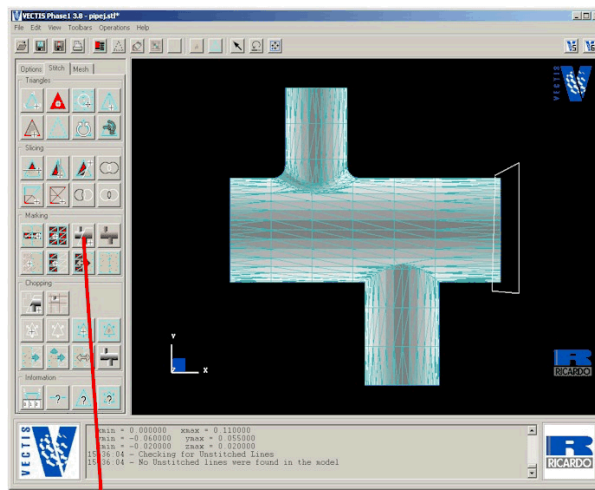 VECTIS Phase1 3.8 - pipej.stl*
File Edit View Toolbars Operations Help
Options Stitch Mesh
Triangles
Slicing
Marking
Chopping
Information
Y
X
VECTIS
xmin = 0.000000 xmax = 0.110000
ymin = -0.060000 ymax = 0.055000
zmin = -0.020000 zmax = 0.020000
15:36:04 - Checking for Unstitched Lines
15:36:04 - No Unstitched lines were found in the model
RICARDO
RICARDO